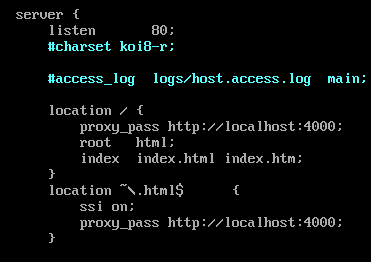 server {
    listen       80;
    #charset koi8-r;

    #access_log  logs/host.access.log  main;

    location / {
        proxy_pass http://localhost:4000;
        root   html;
        index  index.html index.htm;
    }
    location ~\.html$      {
        ssi on;
        proxy_pass http://localhost:4000;
    }